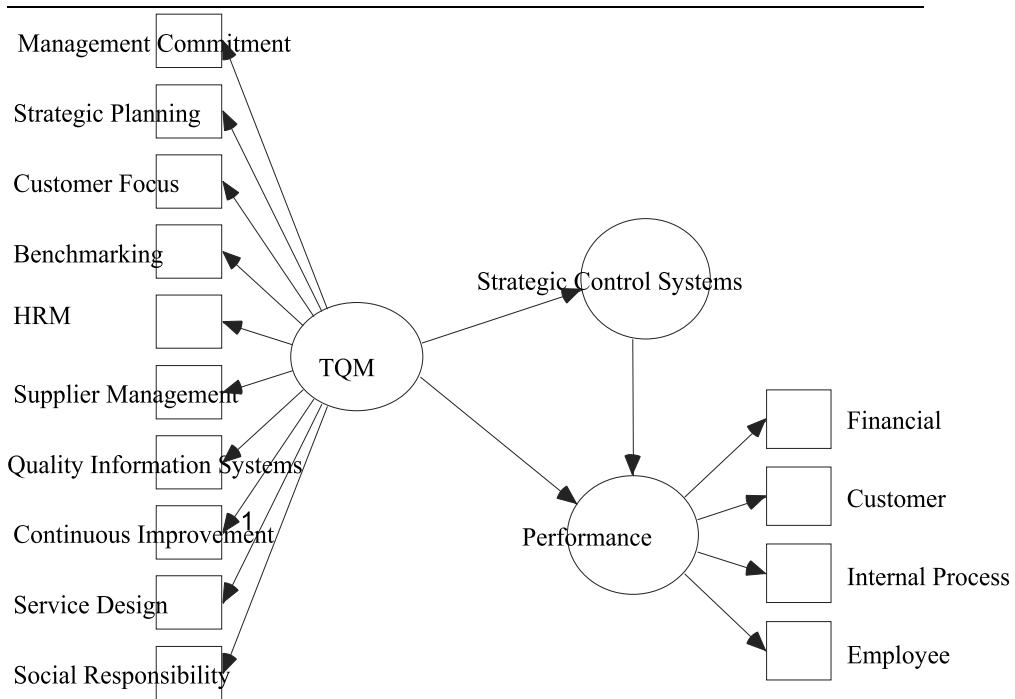 Management Commitment
Strategic Planning
Customer Focus
Benchmarking
HRM
Supplier Management
Quality Information Systems
1
Continuous Improvement
Service Design
Social Responsibility
TQM
Strategic Control Systems
Performance
Financial
Customer
Internal Process
Employee